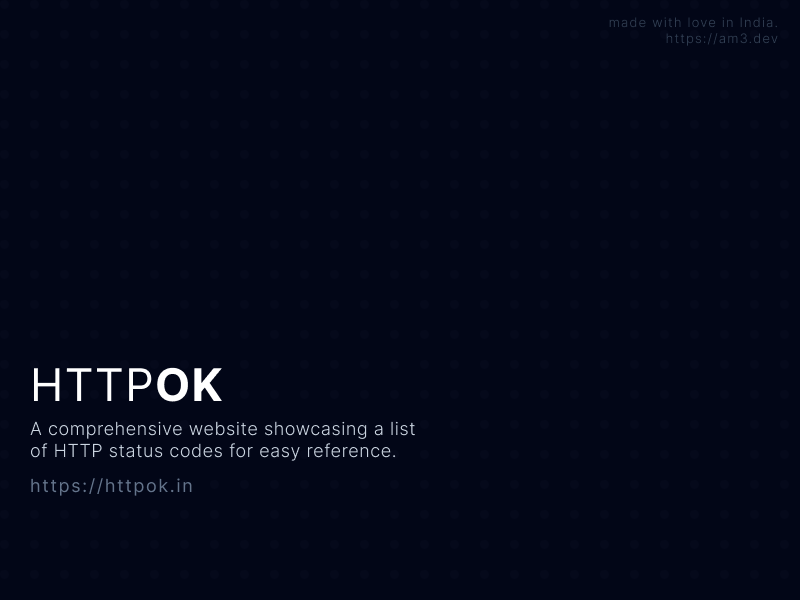 made with love in India.
https://am3.dev
HTTPOK
A comprehensive website showcasing a list
of HTTP status codes for easy reference.
https://httpok.in